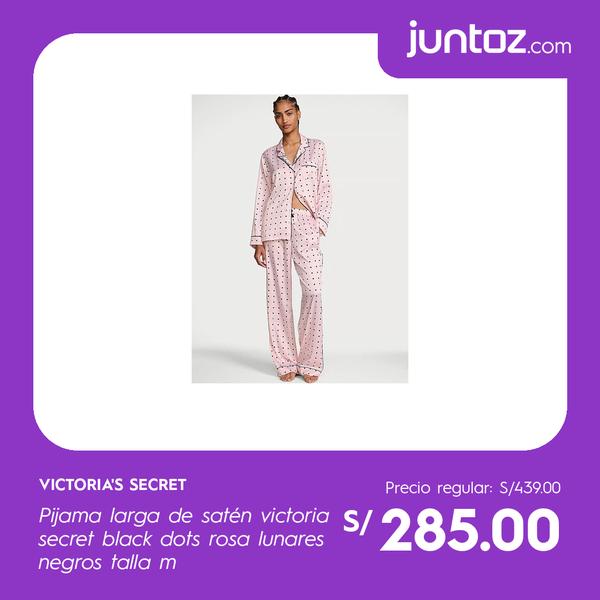 juntoz.com
VICTORIA'S SECRET
Pijama larga de satén victoria
secret black dots rosa lunares
negros talla m
Precio regular: S/439.00
S/ 285.00